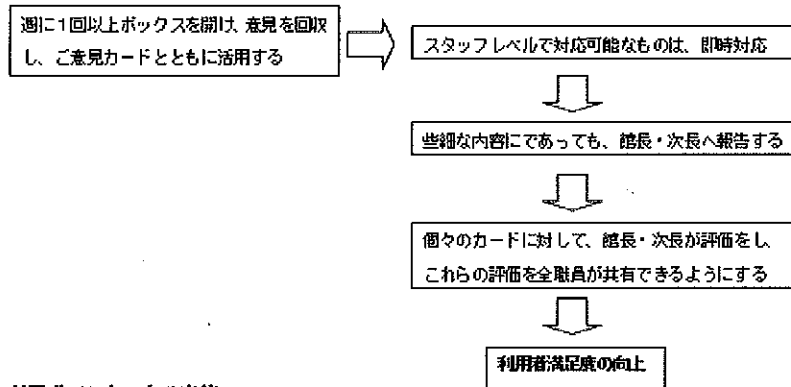 週に1回以上ボックスを開け、意見を回収
し、ご意見カードとともに活用する
スタッフレベルで対応可能なものは、即時対応
些細な内容にであっても、館長・次長へ報告する
個々のカードに対して、館長・次長が評価をし、
これらの評価を全職員が共有できるようにする
利用者満足度の向上